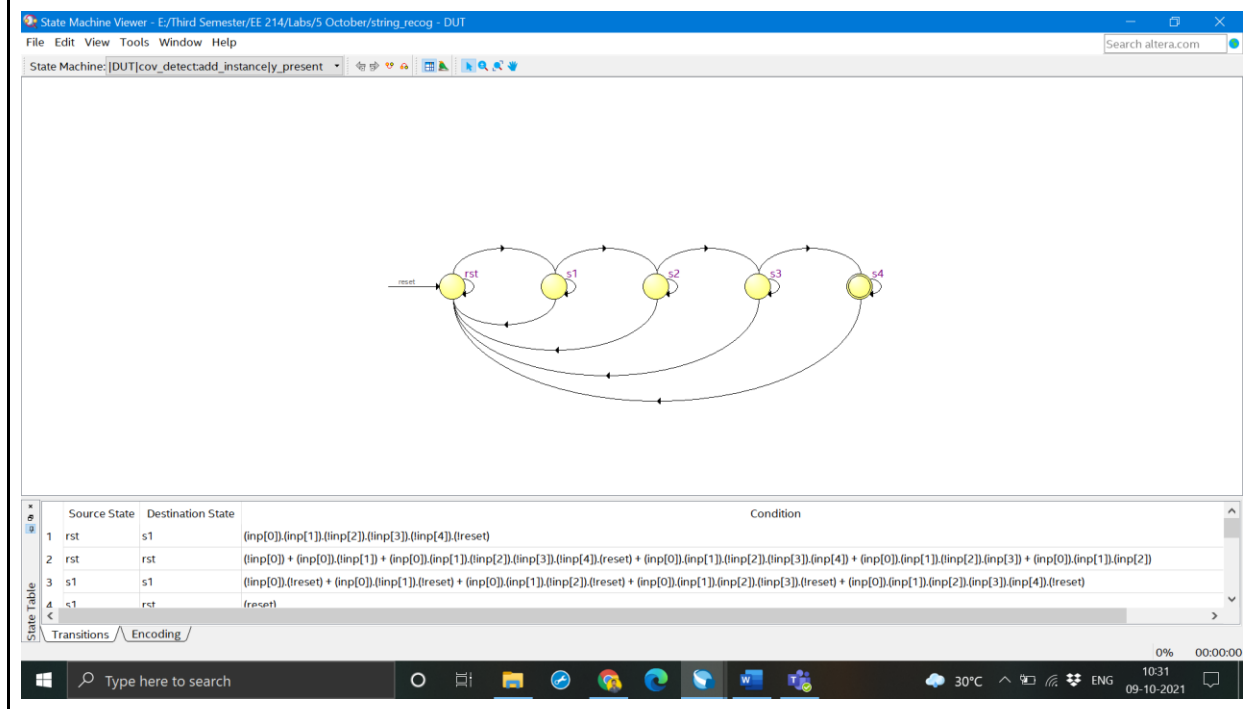 State Machine Viewer - E:/Third Semester/EE 214/Labs/5 October/string_recog - DUT
File Edit View Tools Window Help
Search altera.com
State Machine: |DUT|cov_detect:add_instance|y_present
reset
rst
s1
s2
s3
s4
State Table
Source State Destination State Condition
1 rst s1 (inp[0]).(inp[1]).(!inp[2]).(!inp[3]).(!inp[4]).(!reset)
2 rst rst (!inp[0]) + (inp[0]).(!inp[1]) + (inp[0]).(inp[1]).(!inp[2]).(!inp[3]).(!inp[4]).(reset) + (inp[0]).(inp[1]).(!inp[2]).(!inp[3]).(inp[4]) + (inp[0]).(inp[1]).(!inp[2]).(inp[3]) + (inp[0]).(inp[1]).(inp[2])
3 s1 s1 (!inp[0]).(!reset) + (inp[0]).(!inp[1]).(!reset) + (inp[0]).(inp[1]).(!inp[2]).(!reset) + (inp[0]).(inp[1]).(inp[2]).(!inp[3]).(!reset) + (inp[0]).(inp[1]).(inp[2]).(inp[3]).(inp[4]).(!reset)
4 s1 rst (reset)
Transitions Encoding
0% 00:00:00
Type here to search
30°C
ENG
10:31
09-10-2021